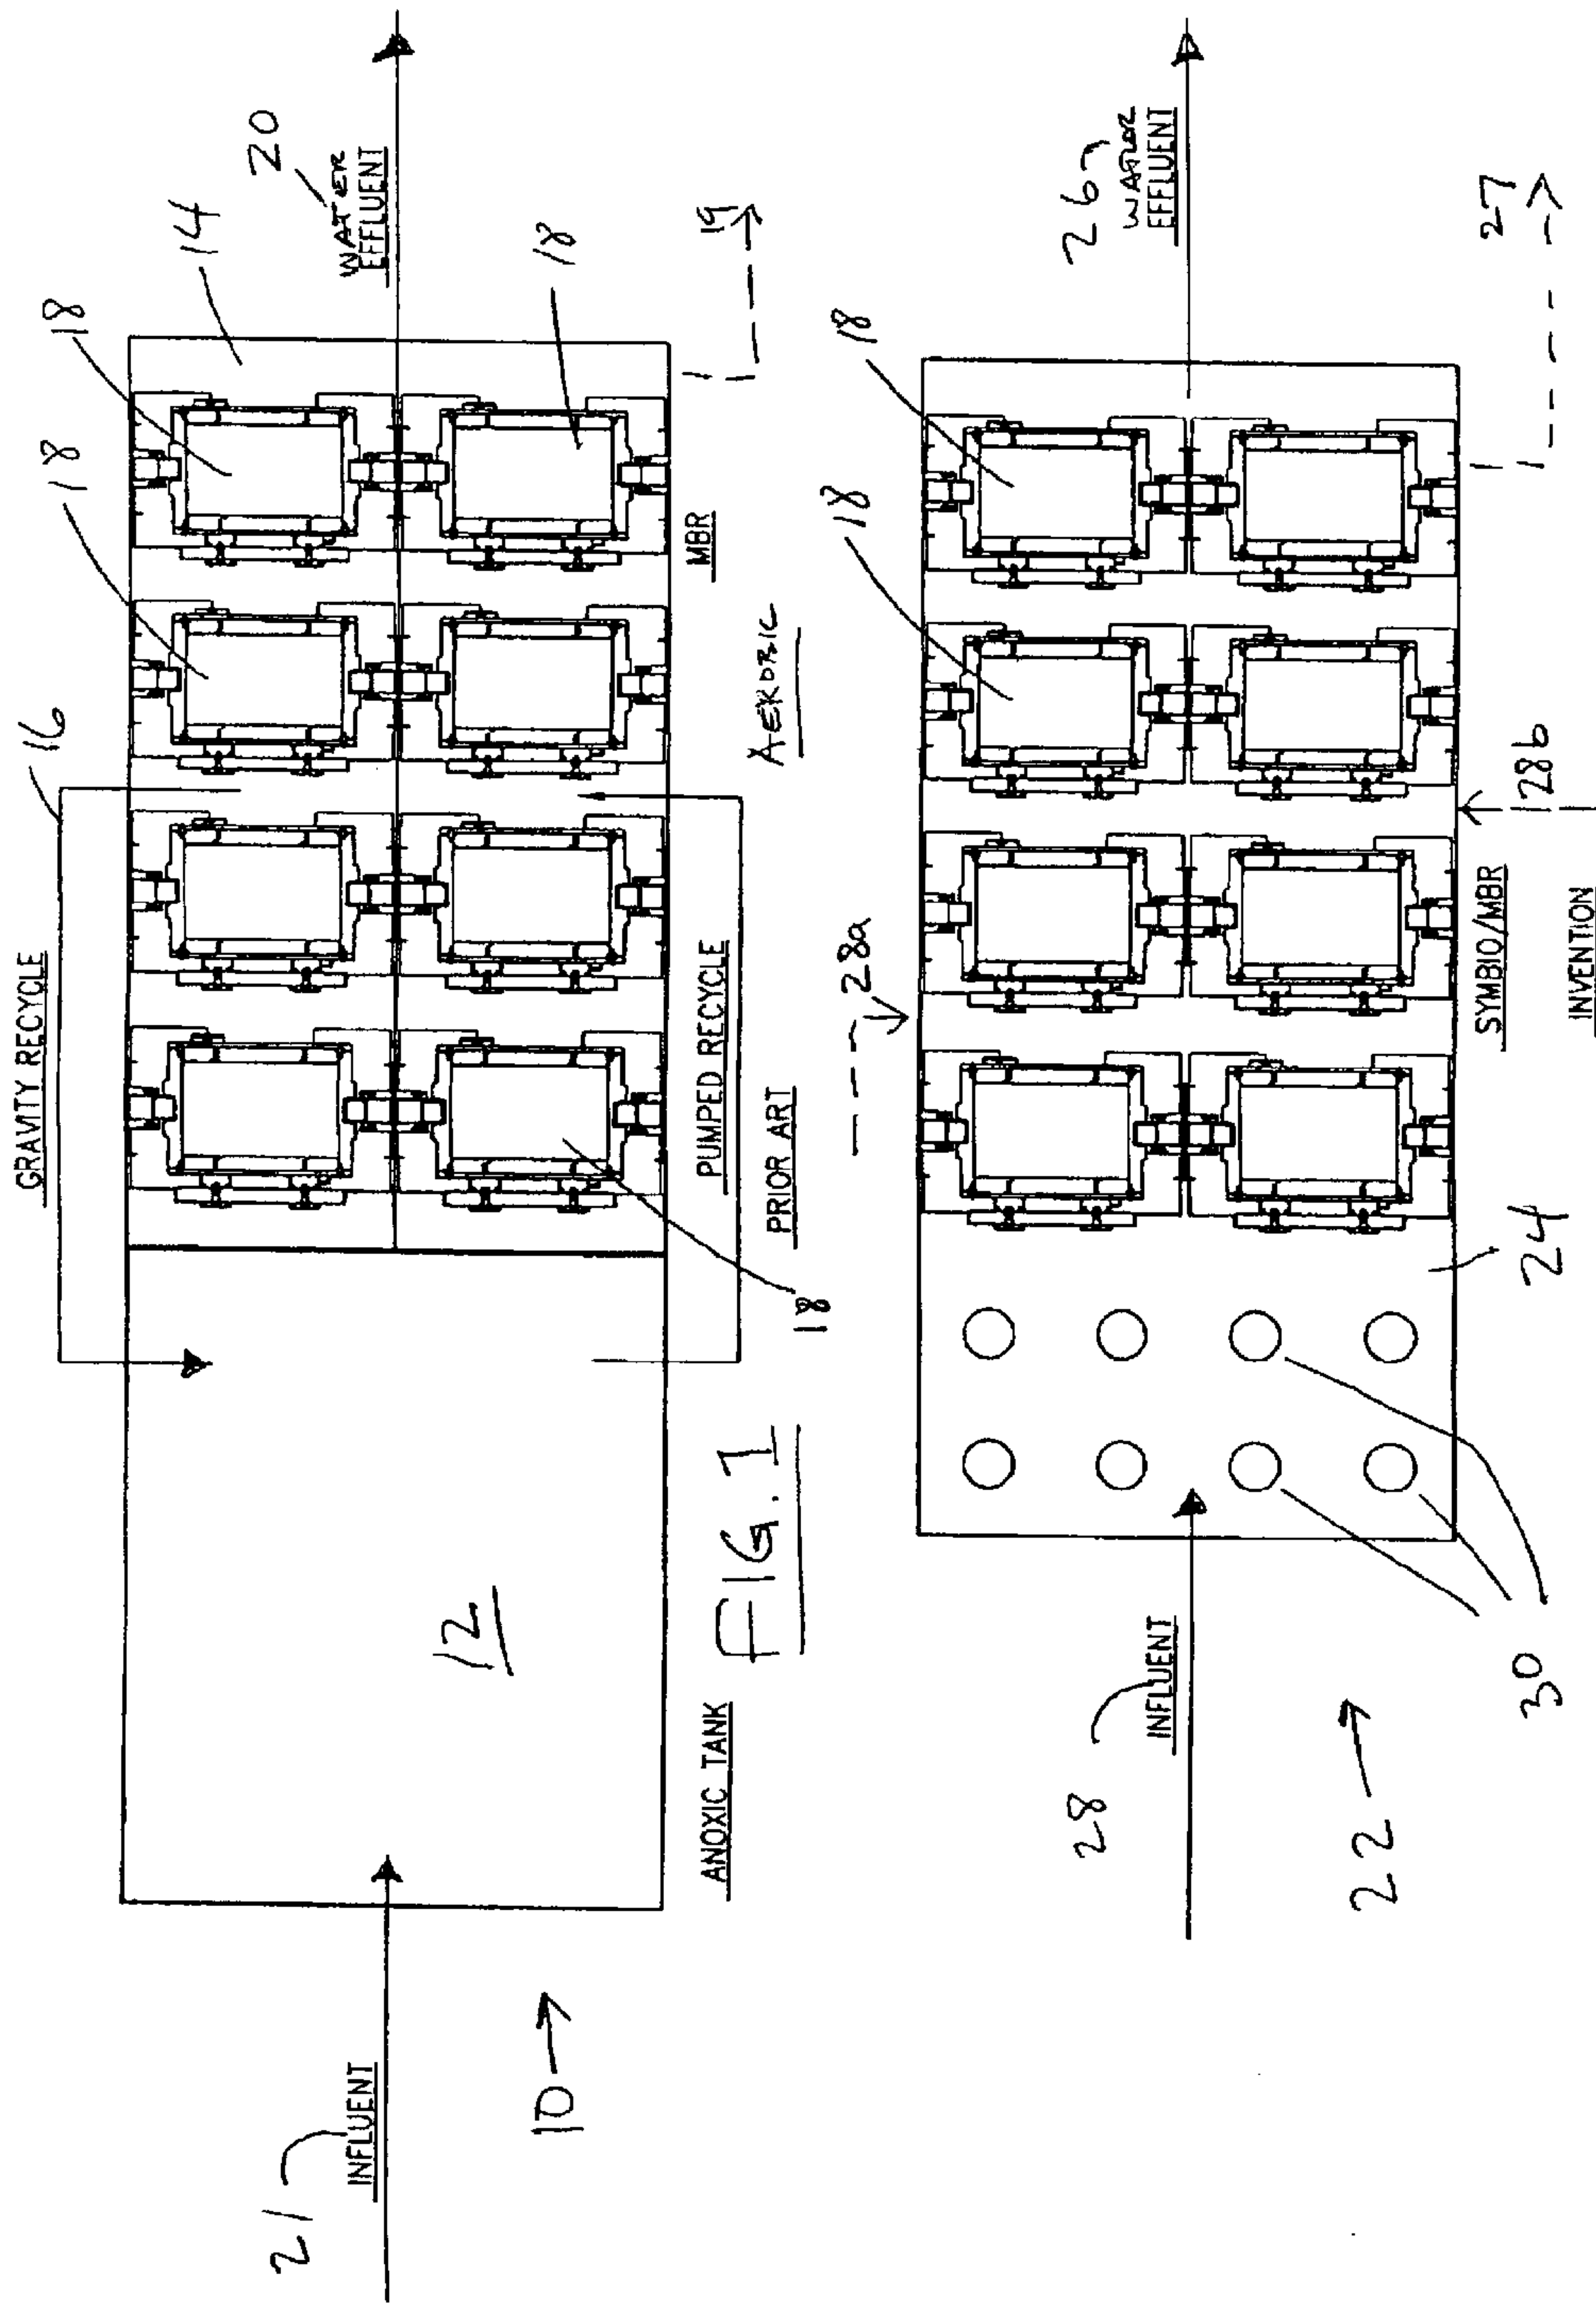 GRAVITY RECYCLE
16
18
18
14
20
WATER
EFFLUENT
21
INFLUENT
12
18
18
19
MBR
AEROBIC
PUMPED RECYCLE
PRIOR ART
ANOXIC TANK
10
FIG. 1
28a
18
18
26
WATER
EFFLUENT
28
INFLUENT
22
30
24
SYMBIO/MBR
28b
27
INVENTION